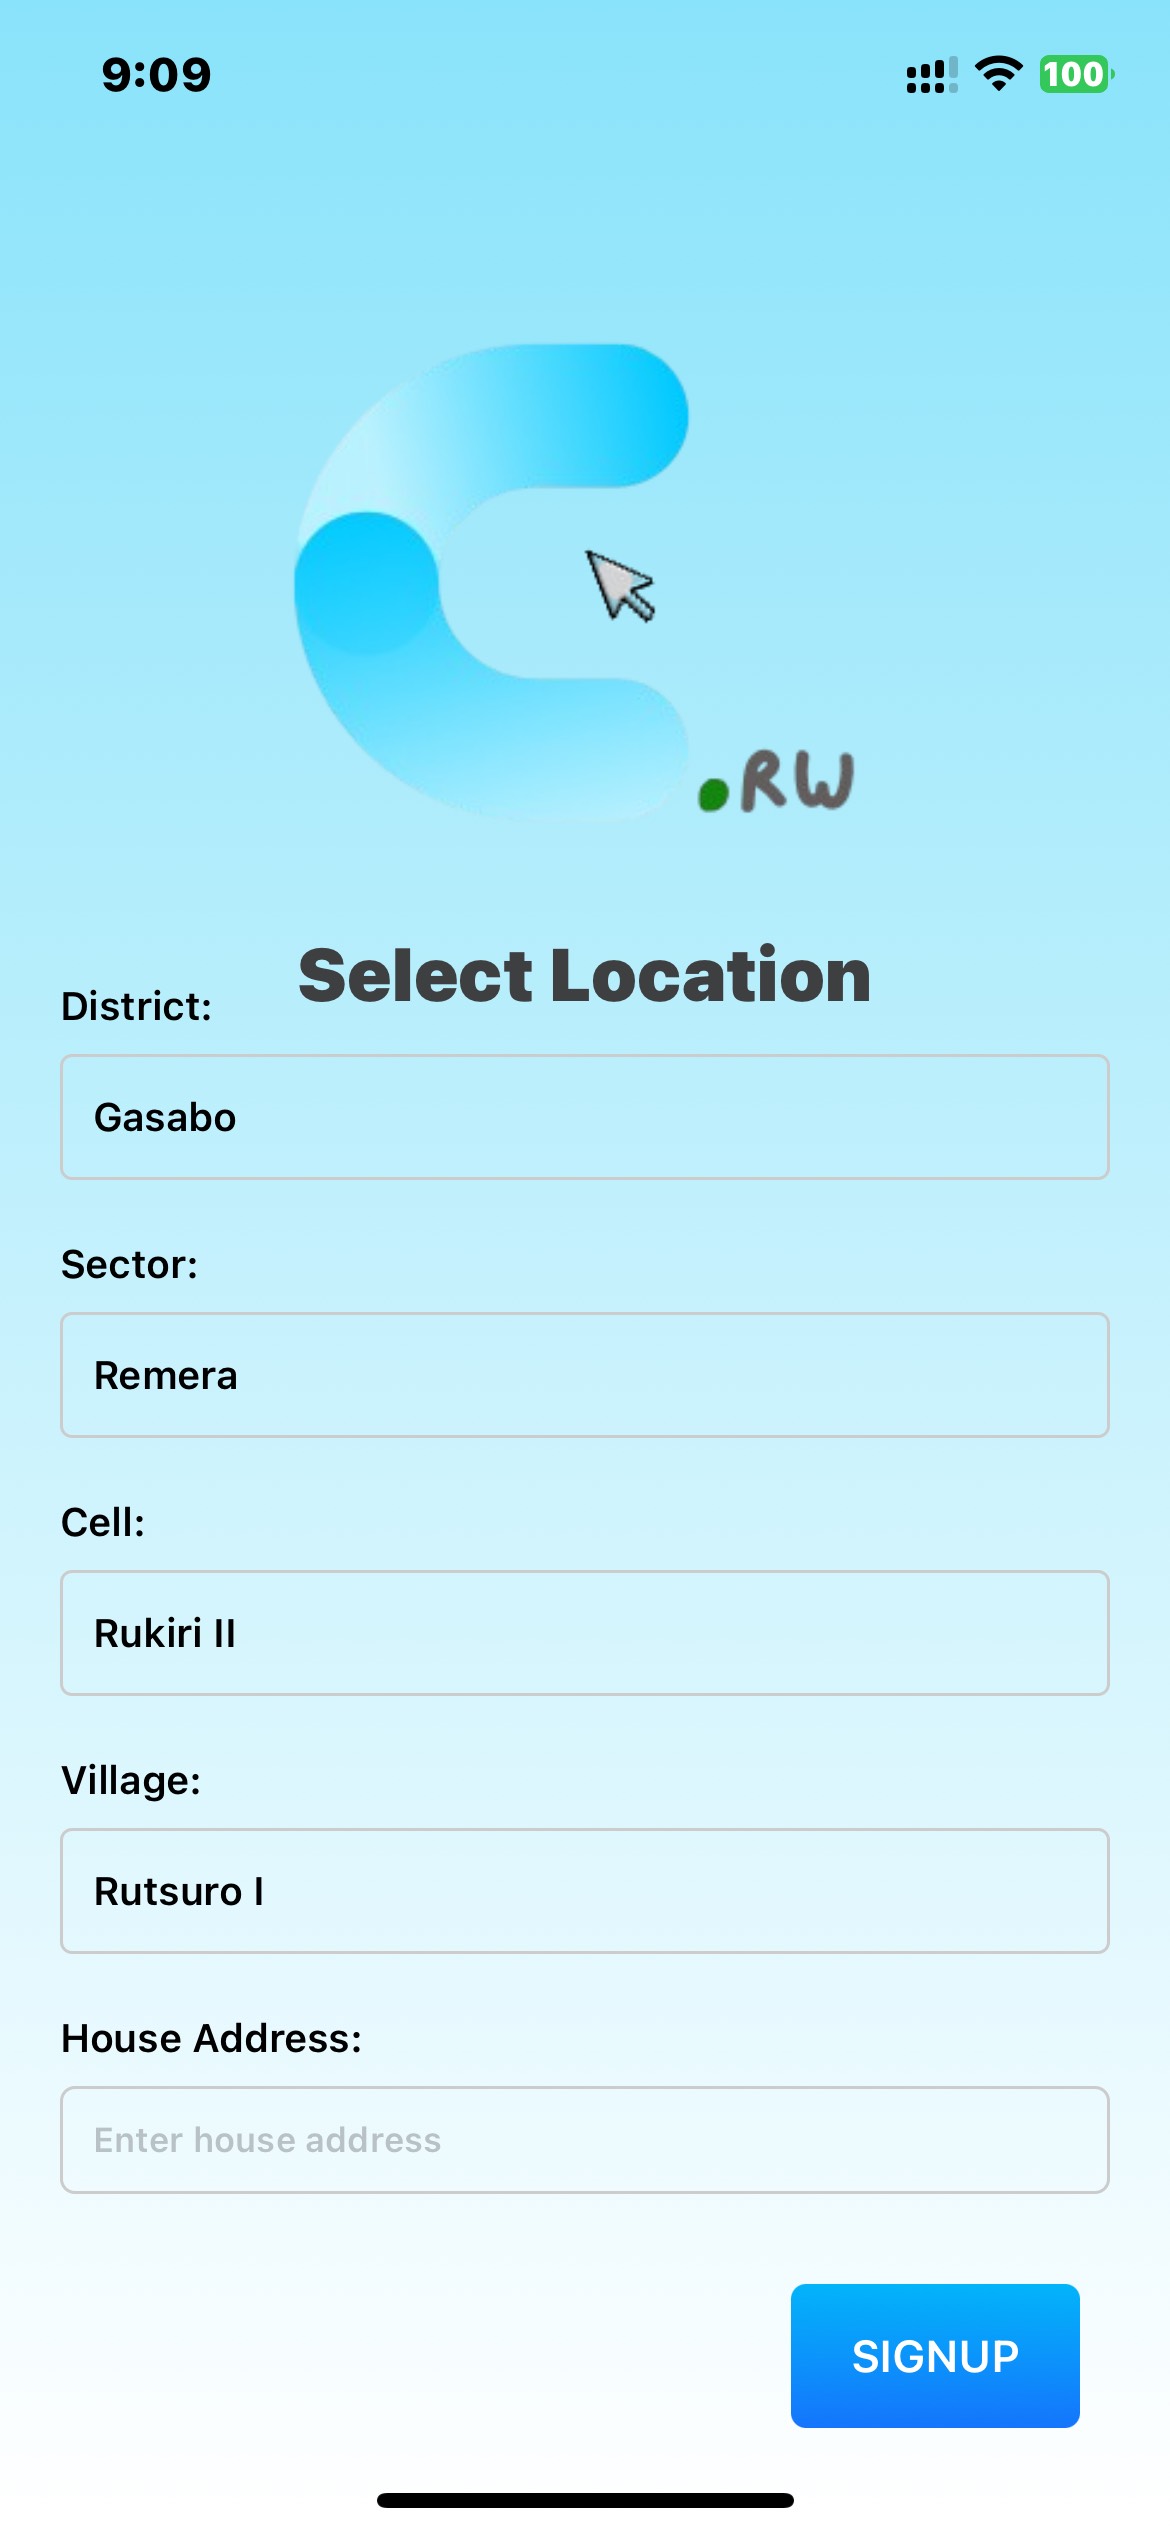 9:09
100
.RW
Select Location
District:
Gasabo
Sector:
Remera
Cell:
Rukiri II
Village:
Rutsuro I
House Address:
Enter house address
SIGNUP